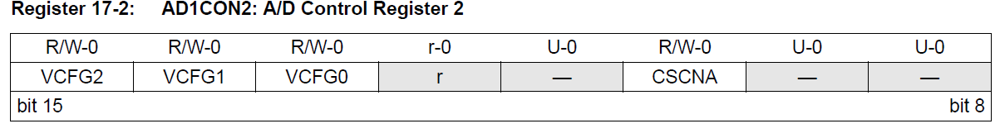 Register 17-2: AD1CON2: A/D Control Register 2
R/W-0 R/W-0 R/W-0 r-0 U-0 R/W-0 U-0 U-0
VCFG2 VCFG1 VCFG0 r — CSCNA — —
bit 15 bit 8